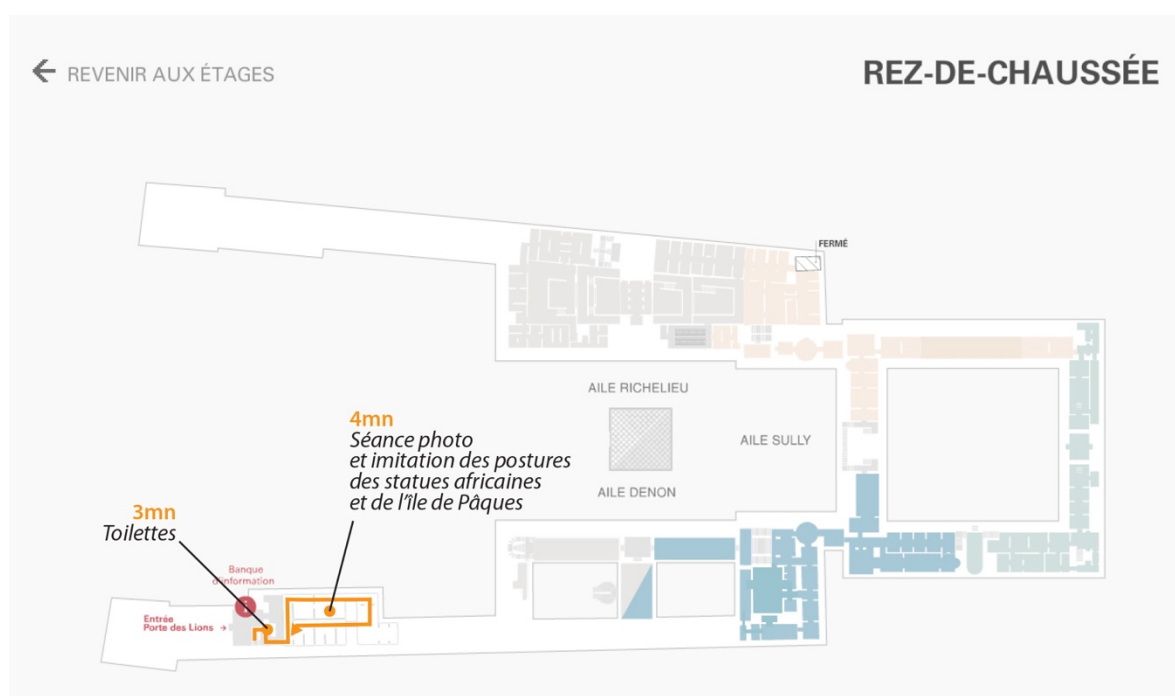 ← REVENIR AUX ÉTAGES
REZ-DE-CHAUSSÉE
FERMÉ
AILE RICHELIEU
AILE SULLY
AILE DENON
4mn
Séance photo
et imitation des postures
des statues africaines
et de l'île de Pâques
3mn
Toilettes
Banque
d'information
i
Entrée
Porte des Lions →